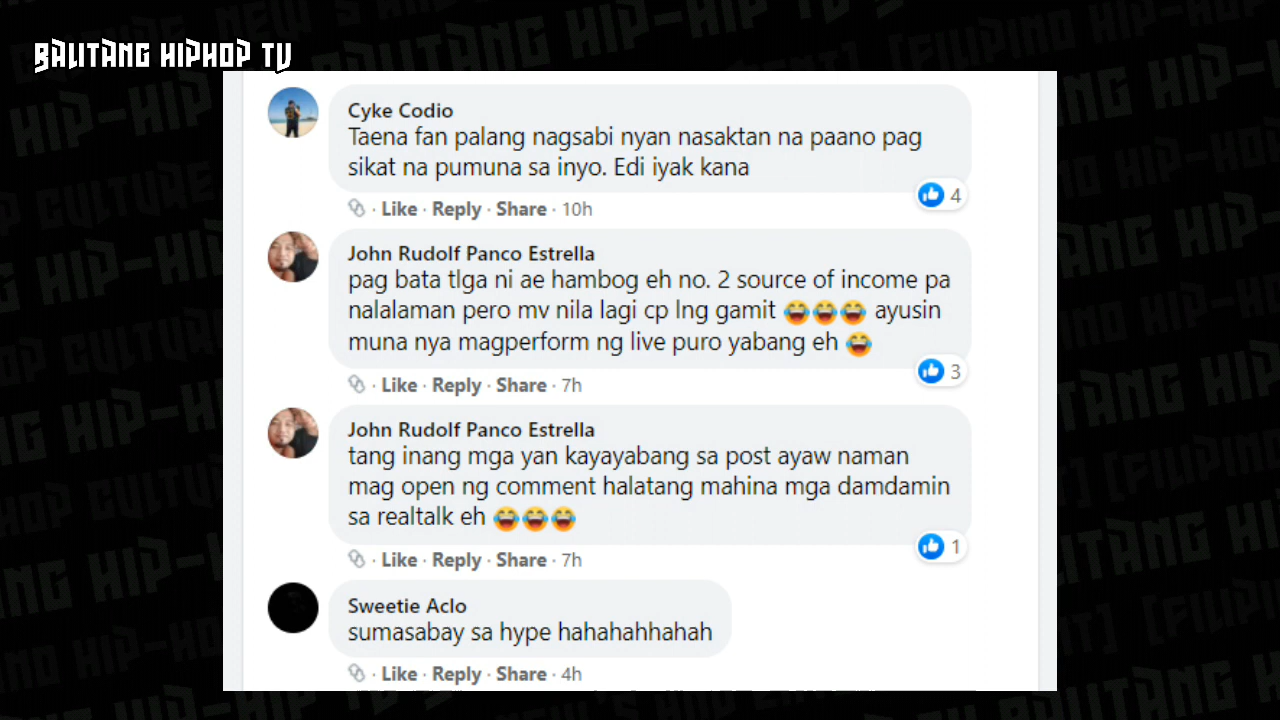 BALITANG HIPHOP TV
Cyke Codio
Taena fan palang nagsabi nyan nasaktan na paano pag
sikat na pumuna sa inyo. Edi iyak kana
4
· Like · Reply · Share · 10h
John Rudolf Panco Estrella
pag bata tlga ni ae hambog eh no. 2 source of income pa
nalalaman pero mv nila lagi cp lng gamit 😂😂😂 ayusin
muna nya magperform ng live puro yabang eh 😂
3
· Like · Reply · Share · 7h
John Rudolf Panco Estrella
tang inang mga yan kayayabang sa post ayaw naman
mag open ng comment halatang mahina mga damdamin
sa realtalk eh 😂😂😂
1
· Like · Reply · Share · 7h
Sweetie Aclo
sumasabay sa hype hahahahhahah
· Like · Reply · Share · 4h